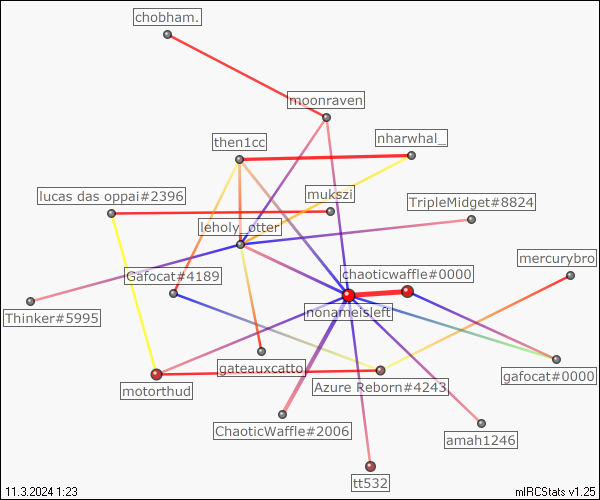 chobham.
moonraven
then1cc
nharwhal_
lucas das oppai#2396
mukszi
TripleMidget#8824
leholy_otter
mercurybro
Gafocat#4189
chaoticwaffle#0000
Thinker#5995
nonameisleft
gateauxcatto
gafocat#0000
motorthud
Azure Reborn#4243
ChaoticWaffle#2006
amah1246
tt532
11.3.2024 1:23
mIRCStats v1.25